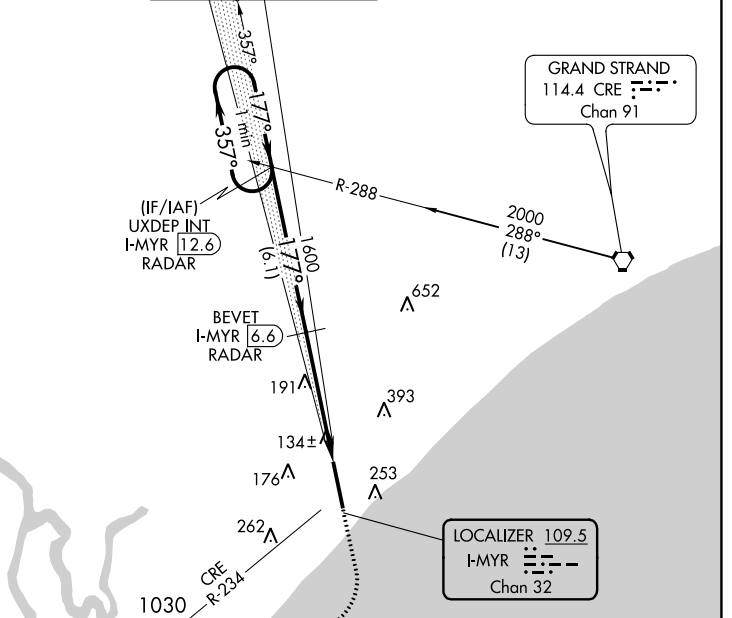 357°
GRAND STRAND
114.4 CRE
Chan 91
177°
1 min
357°
R-288
2000
288°
(13)
(IF/IAF)
UXDEP INT
I-MYR 12.6
RADAR
1600
177°
(6.1)
652
BEVET
I-MYR 6.6
RADAR
191
393
134±
176
253
262
LOCALIZER 109.5
I-MYR
Chan 32
CRE
R-234
1030